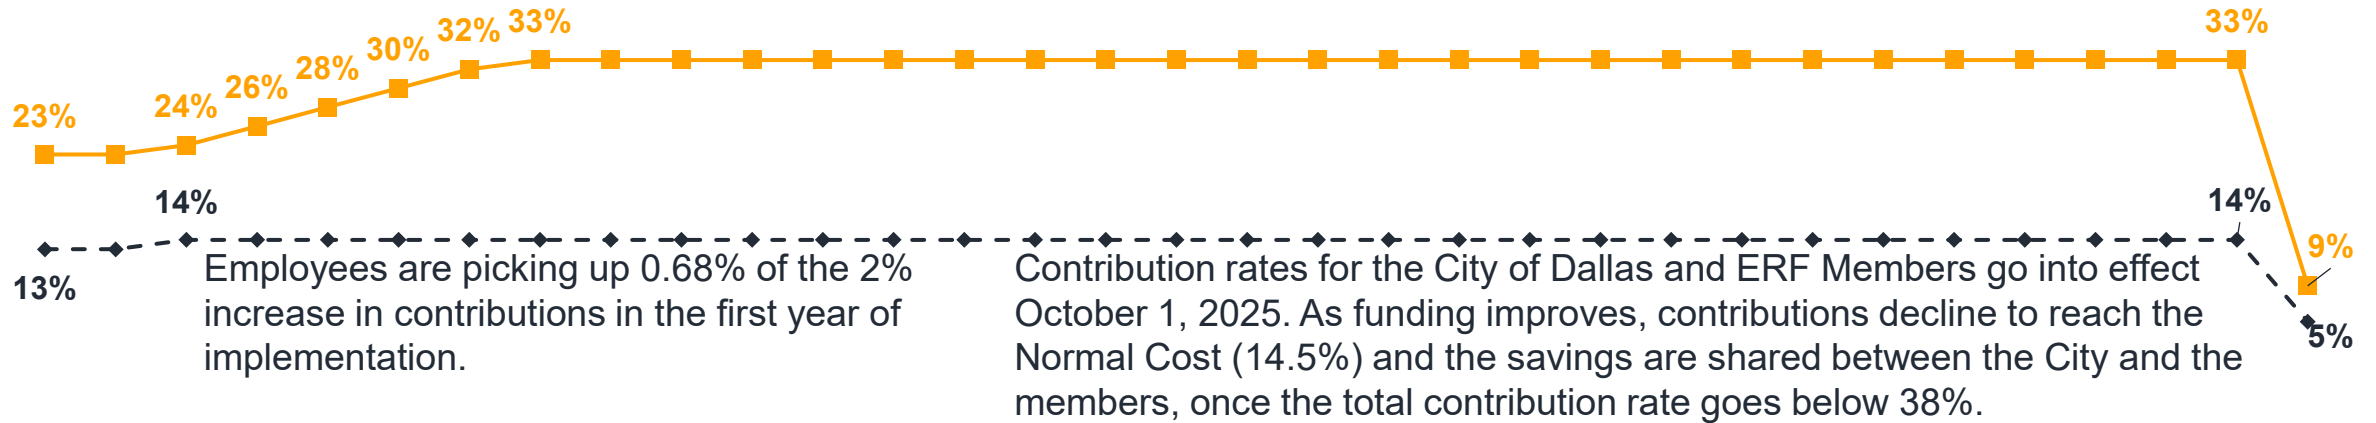 23%
24%
26%
28%
30%
32%
33%
33%
9%
13%
14%
14%
5%
Employees are picking up 0.68% of the 2%
increase in contributions in the first year of
implementation.
Contribution rates for the City of Dallas and ERF Members go into effect
October 1, 2025. As funding improves, contributions decline to reach the
Normal Cost (14.5%) and the savings are shared between the City and the
members, once the total contribution rate goes below 38%.